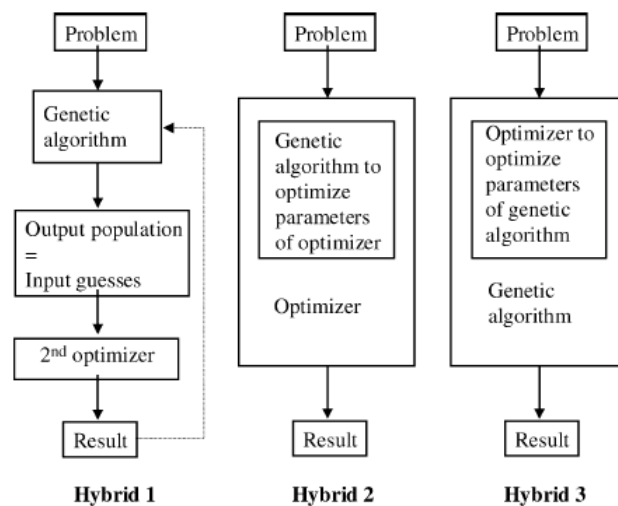 Problem
Genetic
algorithm
Output population
=
Input guesses
2nd optimizer
Result
Hybrid 1
Problem
Genetic
algorithm to
optimize
parameters
of optimizer
Optimizer
Result
Hybrid 2
Problem
Optimizer to
optimize
parameters
of genetic
algorithm
Genetic
algorithm
Result
Hybrid 3